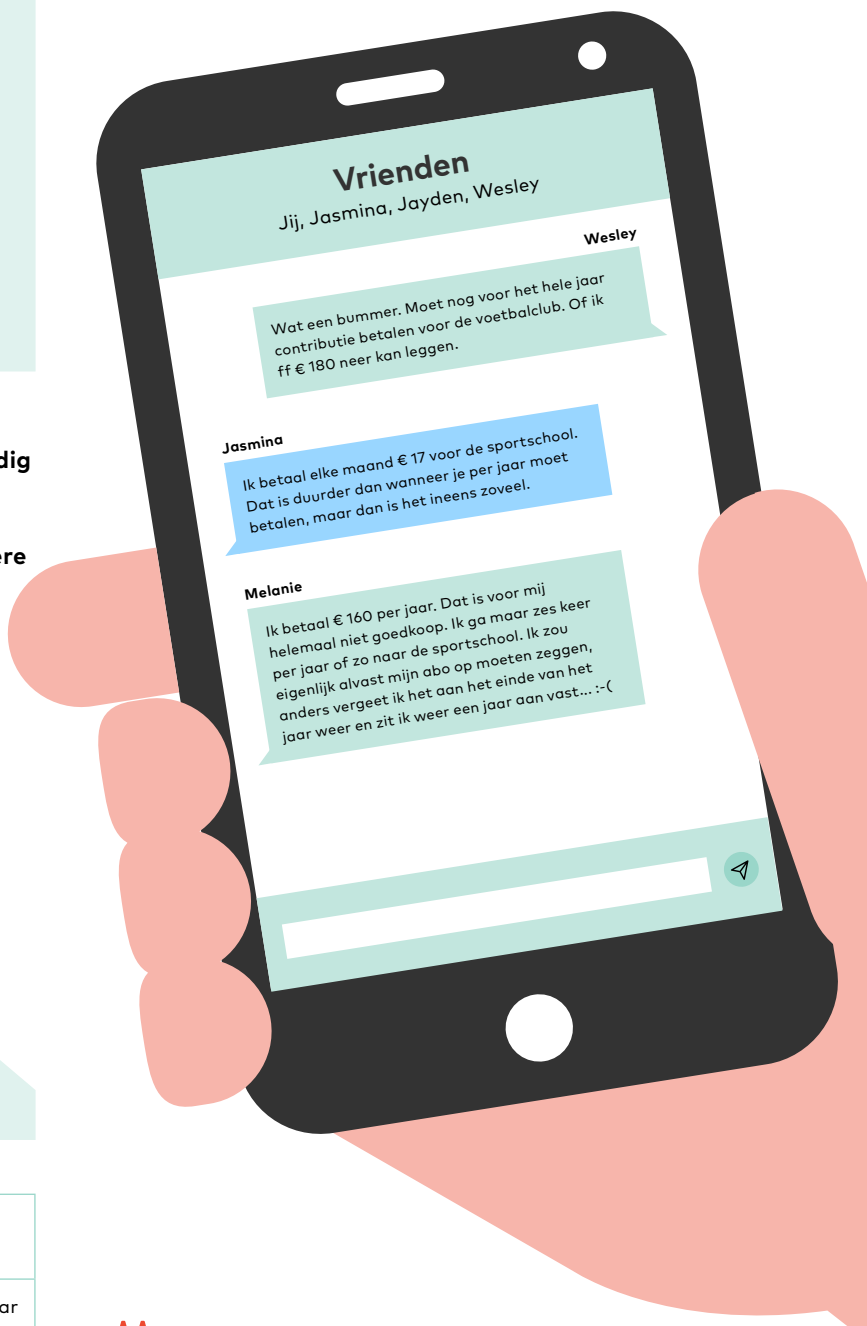 Vrienden
Jij, Jasmina, Jayden, Wesley
Wesley
Wat een bummer. Moet nog voor het hele jaar
contributie betalen voor de voetbalclub. Of ik
ff € 180 neer kan leggen.
dig
Jasmina
Ik betaal elke maand € 17 voor de sportschool.
Dat is duurder dan wanneer je per jaar moet
betalen, maar dan is het ineens zoveel.
ere
Melanie
Ik betaal € 160 per jaar. Dat is voor mij
helemaal niet goedkoop. Ik ga maar zes keer
per jaar of zo naar de sportschool. Ik zou
eigenlijk alvast mijn abo op moeten zeggen,
anders vergeet ik het aan het einde van het
jaar weer en zit ik weer een jaar aan vast... :-(
ar